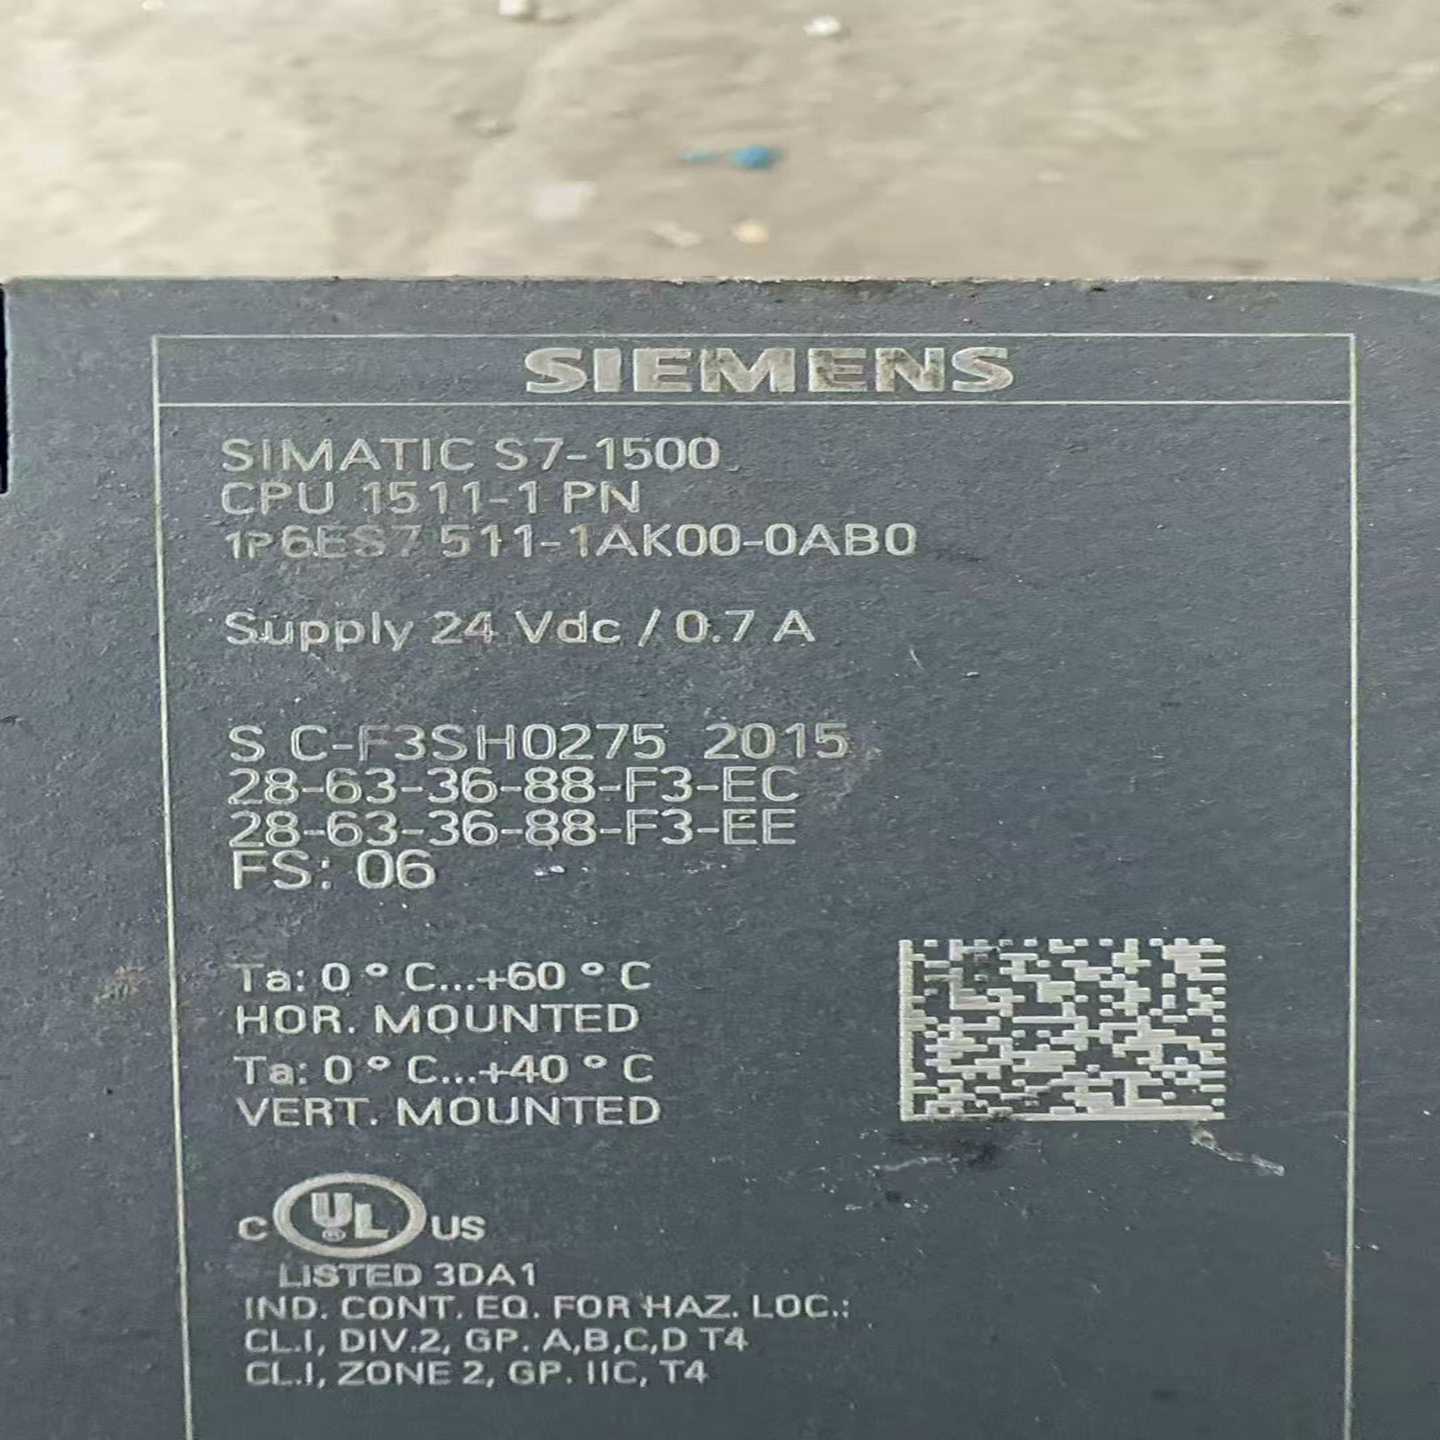 SIEMENS
SIMATIC S7-1500
CPU 1511-1 PN
1P 6ES7 511-1AK00-0AB0
Supply 24 Vdc / 0.7 A
S C-F3SH0275 2015
28-63-36-88-F3-EC
28-63-36-88-F3-EE
FS: 06
Ta: 0 ° C...+60 ° C
HOR. MOUNTED
Ta: 0 ° C...+40 ° C
VERT. MOUNTED
C UL ® US
LISTED 3DA1
IND. CONT. EQ. FOR HAZ. LOC.:
CL.I, DIV.2, GP. A,B,C,D T4
CL.I, ZONE 2, GP. IIC, T4